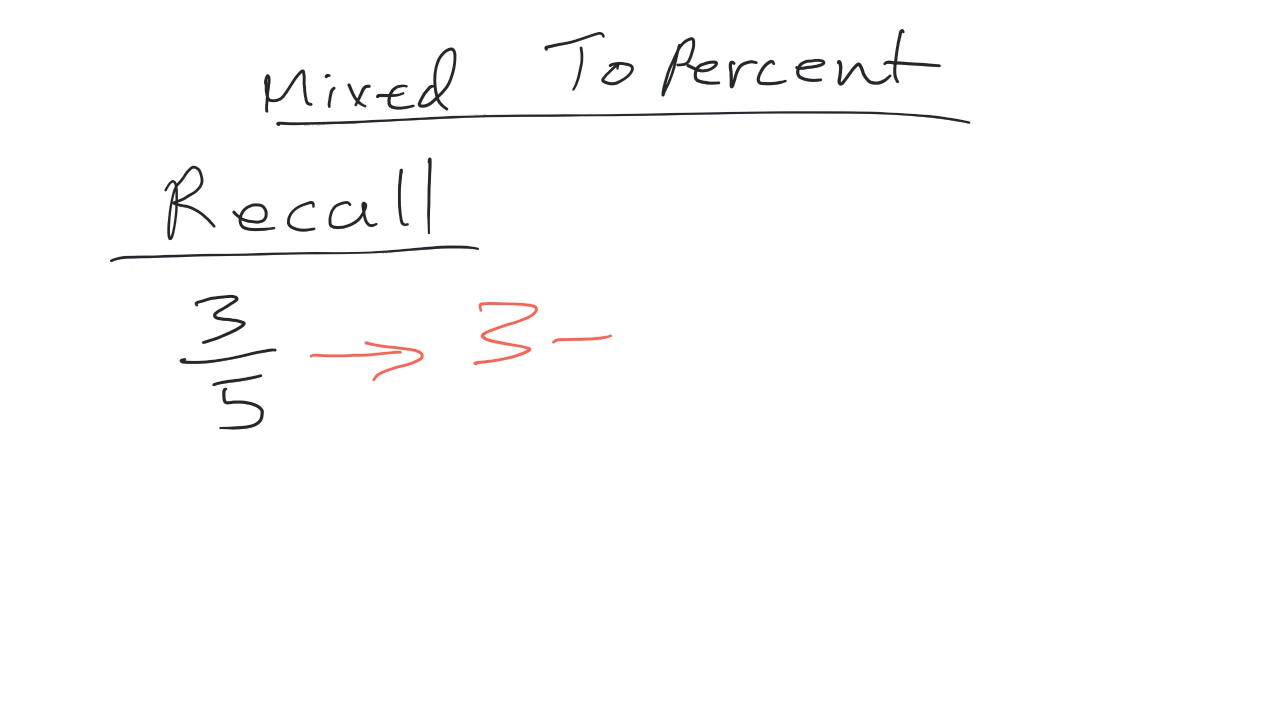 Mixed To Percent
Recall
3/5 → 3 –